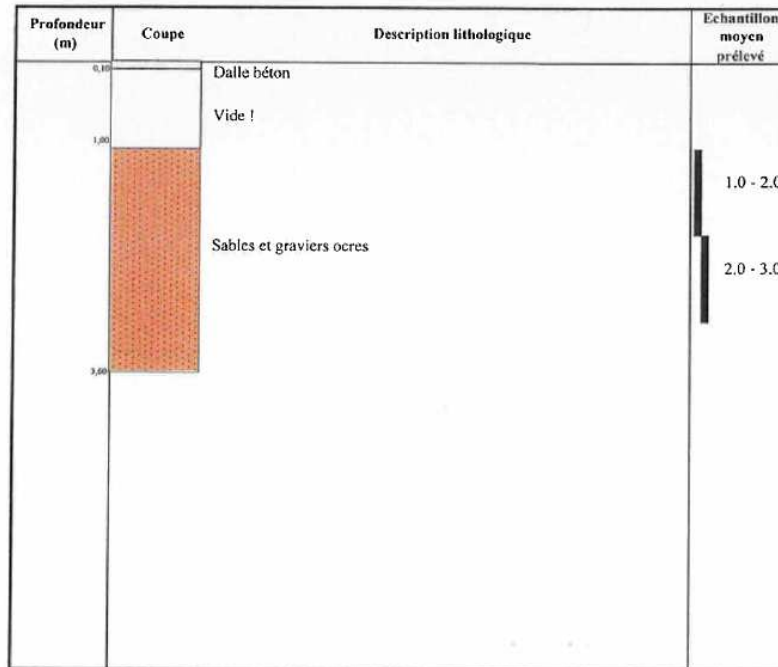 Profondeur
(m)
Coupe
Description lithologique
Echantillon
moyen
prélevé
0,10
Dalle béton
Vide !
1,00
1.0 - 2.0
Sables et graviers ocres
2.0 - 3.0
3,60